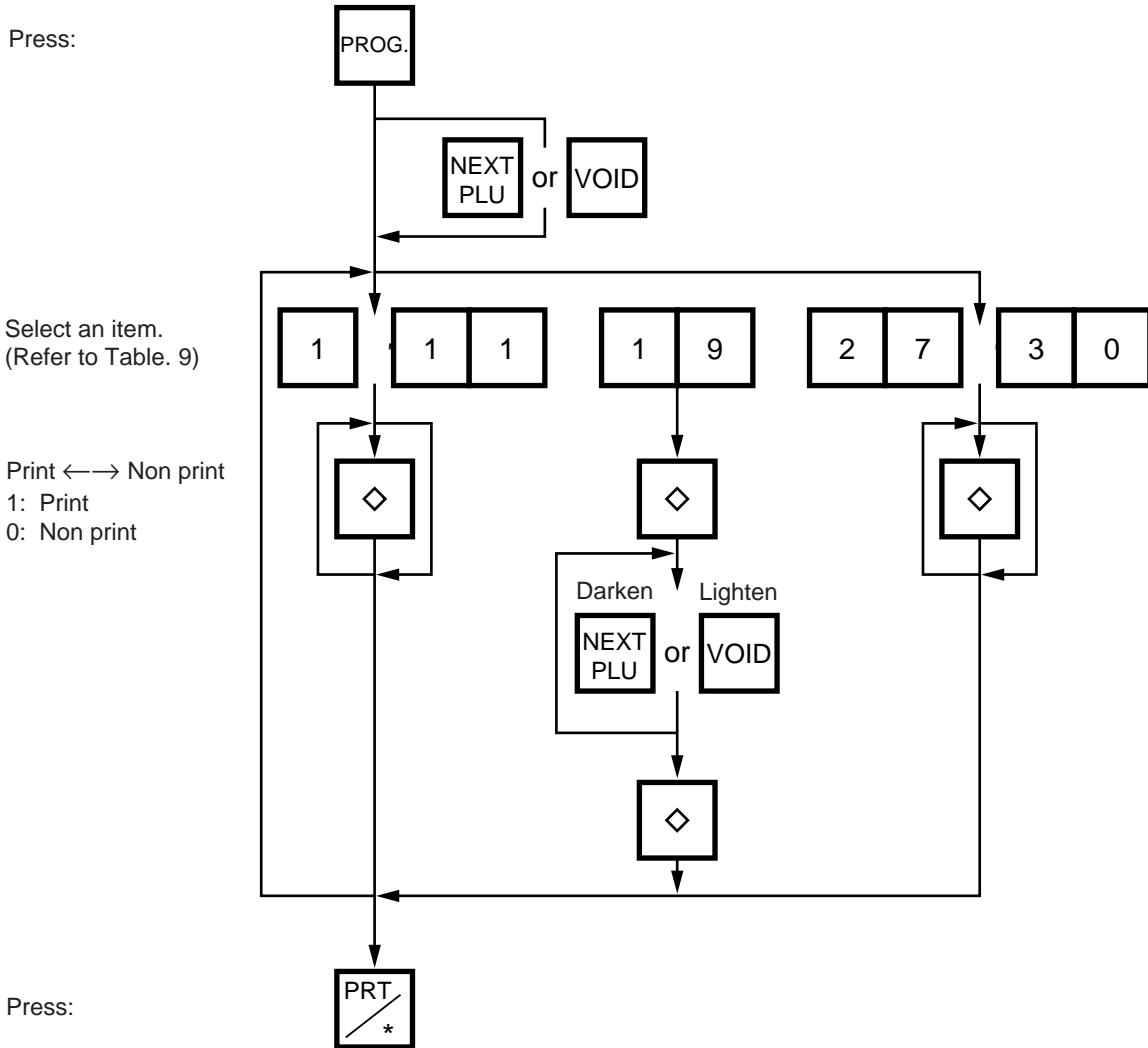 Press:
PROG.
NEXT
PLU
or
VOID
Select an item.
(Refer to Table. 9)
1 1 1 1 9 2 7 3 0
Print ←−→ Non print
1: Print
0: Non print
◇ ◇ ◇
Darken Lighten
NEXT
PLU
or
VOID
◇
Press:
PRT
*